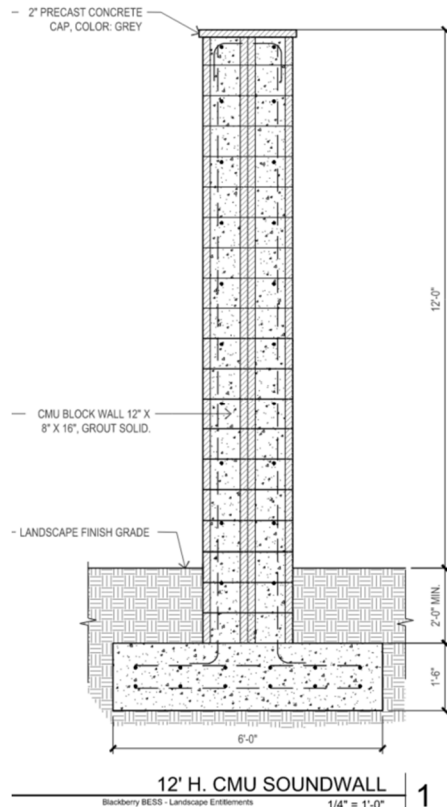 2" PRECAST CONCRETE
CAP, COLOR: GREY
12'-0"
CMU BLOCK WALL 12" X
8" X 16", GROUT SOLID.
LANDSCAPE FINISH GRADE
2'-0" MIN.
1'-6"
6'-0"
12' H. CMU SOUNDWALL
1
Blackberry BESS - Landscape Entitlements
1/4" = 1'-0"